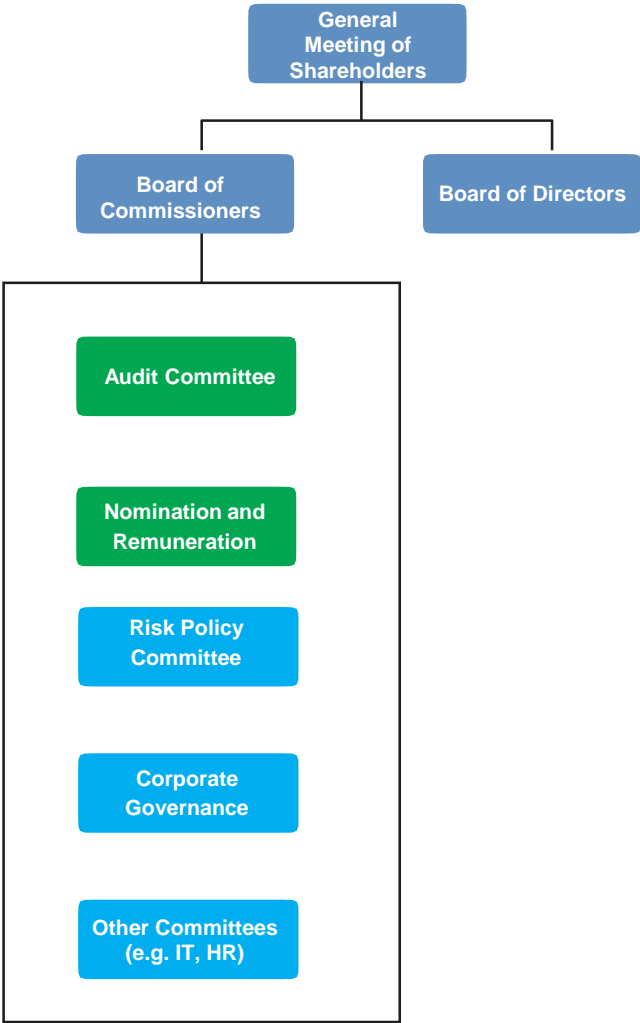 General
Meeting of
Shareholders
Board of
Commissioners
Board of Directors
Audit Committee
Nomination and
Remuneration
Risk Policy
Committee
Corporate
Governance
Other Committees
(e.g. IT, HR)